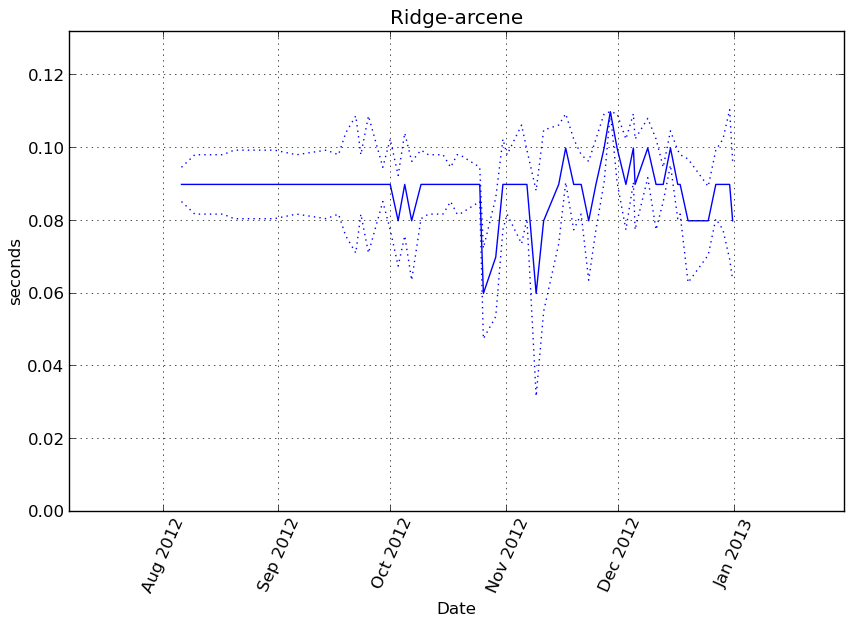 Ridge-arcene
0.12
0.10
0.08
0.06
0.04
0.02
0.00
seconds
Aug 2012
Sep 2012
Oct 2012
Nov 2012
Dec 2012
Jan 2013
Date